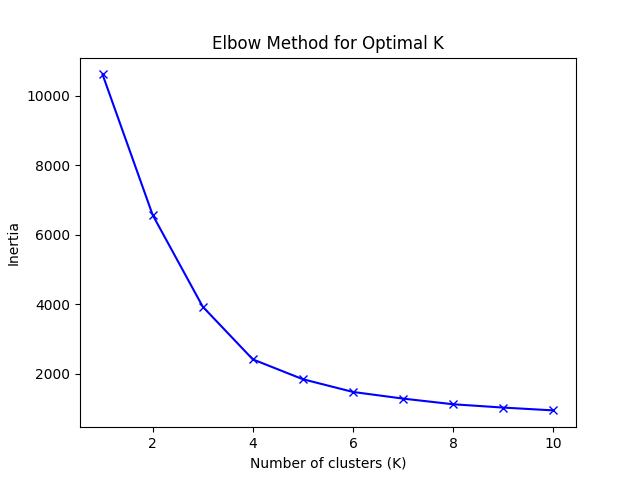 Elbow Method for Optimal K
10000
8000
6000
4000
2000
Inertia
2 4 6 8 10
Number of clusters (K)